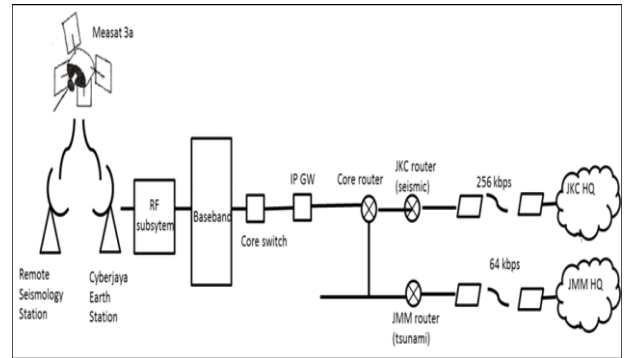 Measat 3a
Remote
Seismology
Station
Cyberjaya
Earth
Station
RF
subsytem
Baseband
Core switch
IP GW
Core router
JKC router
(seismic)
256 kbps
JKC HQ
JMM router
(tsunami)
64 kbps
JMM HQ